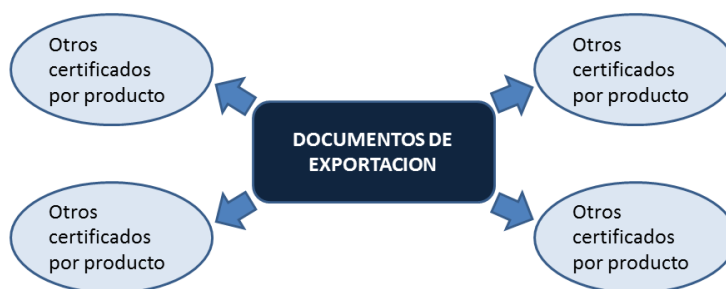 Otros
certificados
por producto
Otros
certificados
por producto
DOCUMENTOS DE
EXPORTACION
Otros
certificados
por producto
Otros
certificados
por producto